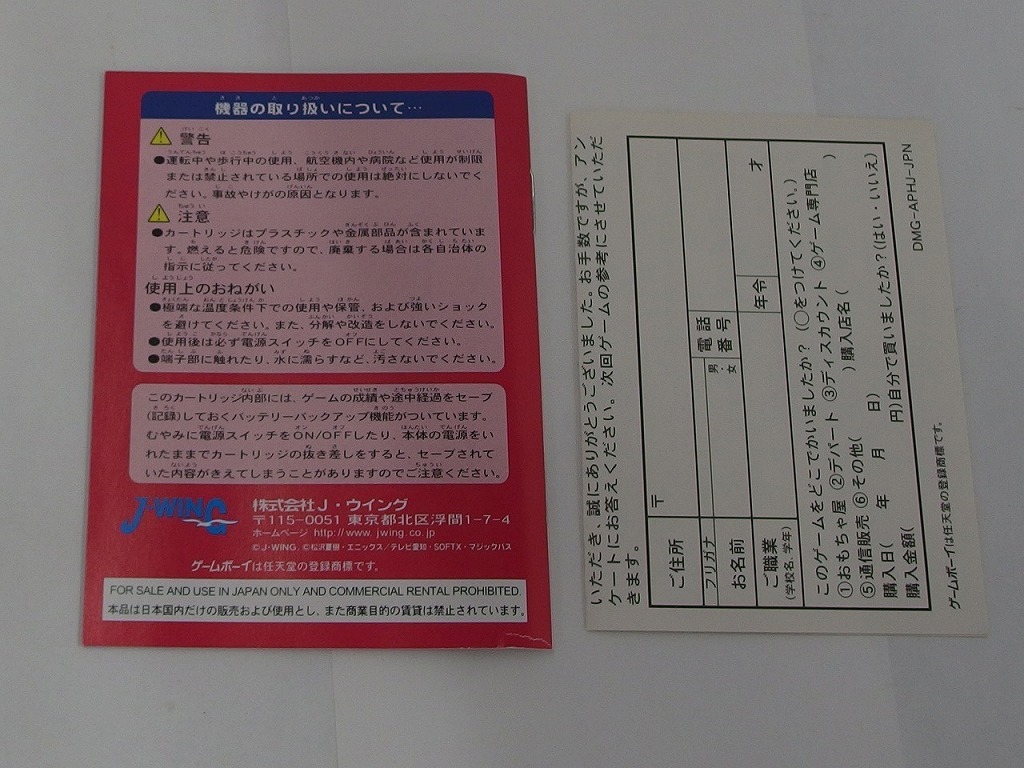 機器の取り扱いについて…
警告
●運転中や歩行中の使用、航空機内や病院など使用が制限
または禁止されている場所での使用は絶対にしないでく
ださい。事故やけがの原因となります。
注意
●カートリッジはプラスチックや金属部品が含まれていま
す。燃えると危険ですので、廃棄する場合は各自治体の
指示に従ってください。
使用上のおねがい
●極端な温度条件下での使用や保管、および強いショック
を避けてください。また、分解や改造をしないでください。
●使用後は必ず電源スイッチをOFFにしてください。
●端子部に触れたり、水に濡らすなど、汚さないでください。
このカートリッジ内部には、ゲームの成績や途中経過をセーブ
(記録)しておくバッテリーバックアップ機能がついています。
むやみに電源スイッチをON/OFFしたり、本体の電源をい
れたままでカートリッジの抜き差しをすると、セーブされて
いた内容がきえてしまうことがありますのでご注意ください。
J・WING
株式会社J・ウイング
〒115-0051 東京都北区浮間1-7-4
ホームページ http://www.jwing.co.jp
©J・WING, ©松沢夏樹・エニックス/テレビ愛知・SOFTX・マジックバス
ゲームボーイは任天堂の登録商標です。
FOR SALE AND USE IN JAPAN ONLY AND COMMERCIAL RENTAL PROHIBITED.
本品は日本国内だけの販売および使用とし、また商業目的の賃貸は禁止されています。
いただき、誠にありがとうございました。お手数ですが、アン
ケートにお答えください。次回ゲームの参考にさせていただ
きます。
ご住所 〒
フリガナ 男・女 電話番号
お名前
ご職業 年令 才
(学校名、学年)
このゲームをどこでかいましたか？(○をつけてください。)
①おもちゃ屋 ②デパート ③ディスカウント ④ゲーム専門店
⑤通信販売 ⑥その他( )購入店名( )
購入日( 年 月 日)
購入金額( 円)自分で買いましたか？(はい・いいえ)
ゲームボーイは任天堂の登録商標です。
DMG-APHJ-JPN